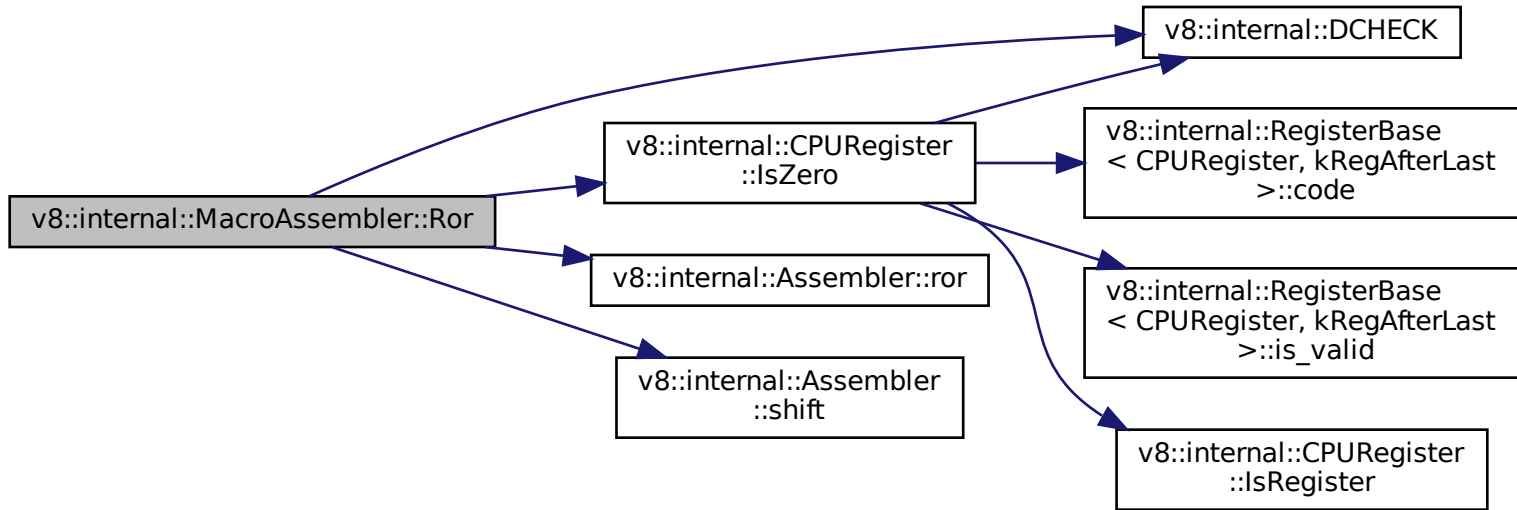 v8::internal::MacroAssembler::Ror
v8::internal::CPURegister
::IsZero
v8::internal::Assembler::ror
v8::internal::Assembler
::shift
v8::internal::DCHECK
v8::internal::RegisterBase
< CPURegister, kRegAfterLast
>::code
v8::internal::RegisterBase
< CPURegister, kRegAfterLast
>::is_valid
v8::internal::CPURegister
::IsRegister